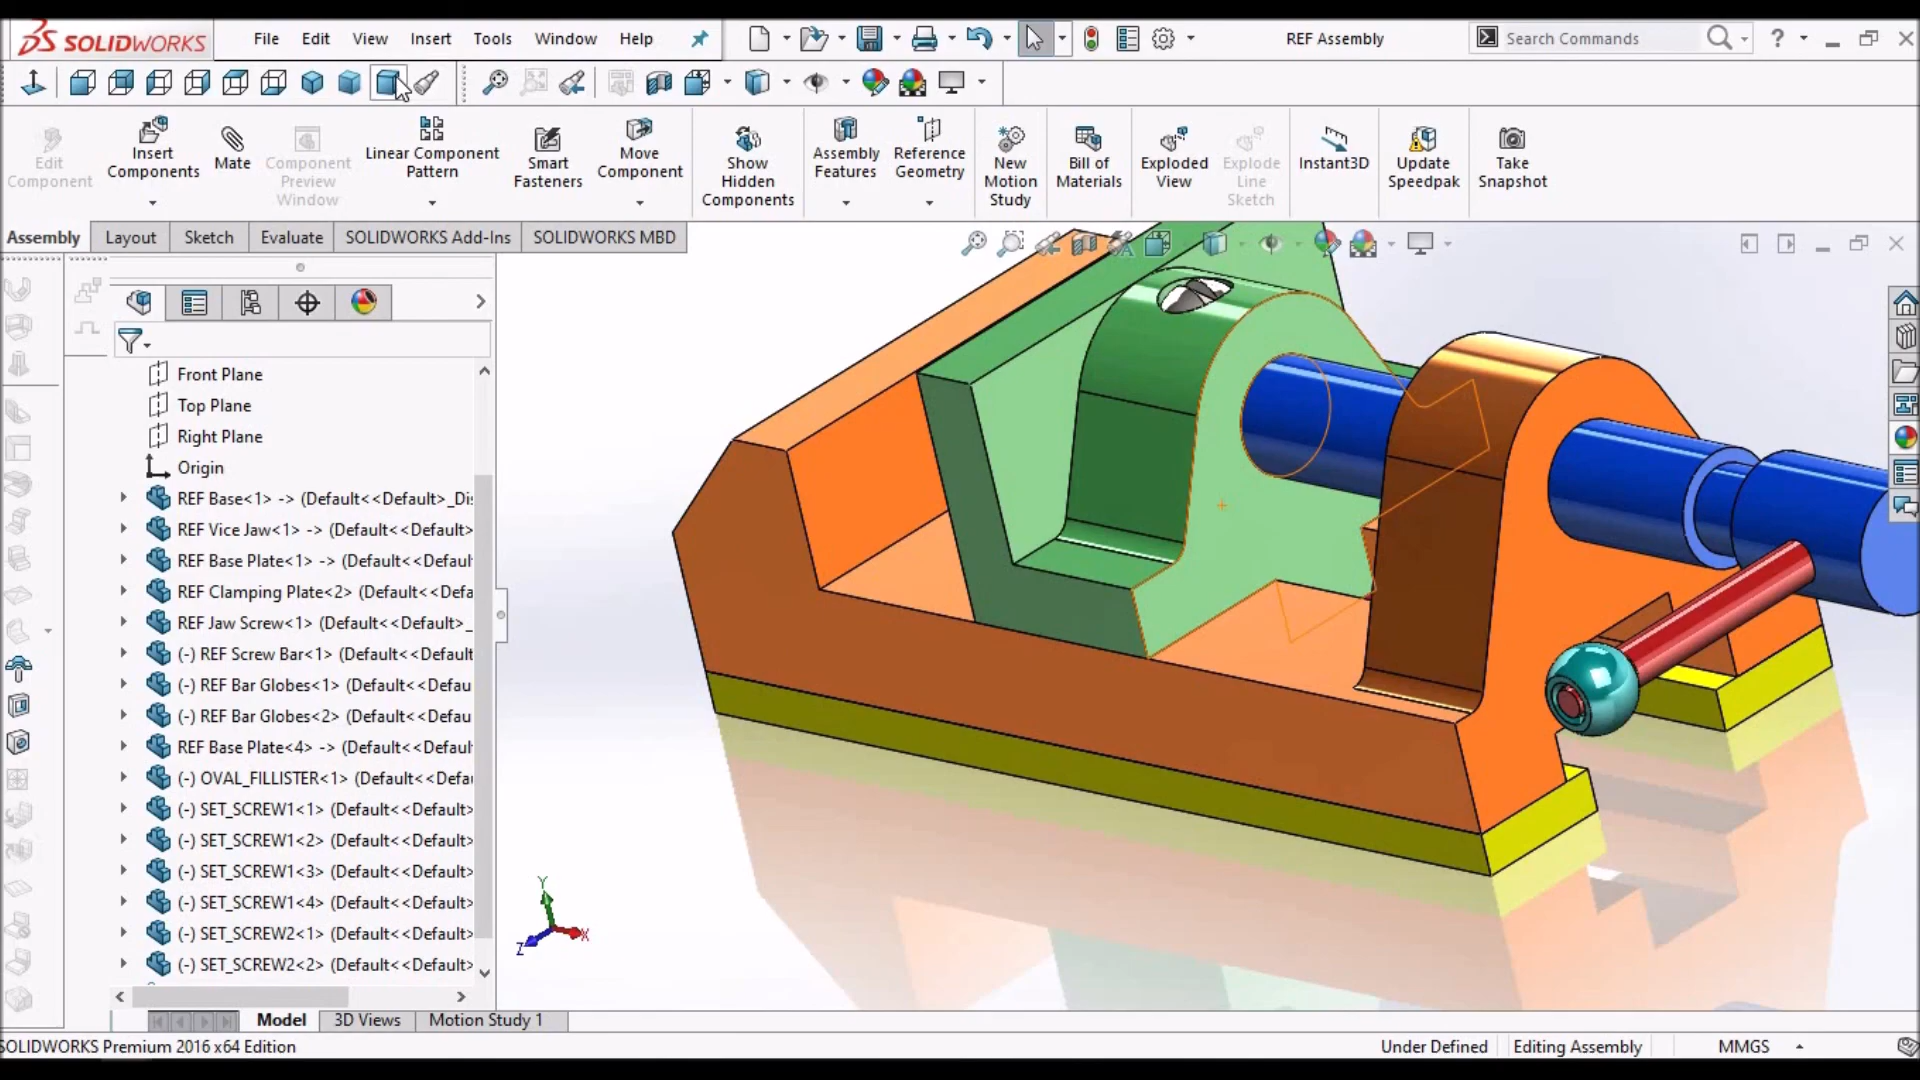 SOLIDWORKS File Edit View Insert Tools Window Help REF Assembly Search Commands ?
Edit Component
Insert Components
Mate
Component Preview Window
Linear Component Pattern
Smart Fasteners
Move Component
Show Hidden Components
Assembly Features
Reference Geometry
New Motion Study
Bill of Materials
Exploded View
Explode Line Sketch
Instant3D
Update Speedpak
Take Snapshot
Assembly Layout Sketch Evaluate SOLIDWORKS Add-Ins SOLIDWORKS MBD
Front Plane
Top Plane
Right Plane
Origin
REF Base<1> -> (Default<<Default>_Dis
REF Vice Jaw<1> -> (Default<<Default>
REF Base Plate<1> -> (Default<<Defaul
REF Clamping Plate<2> (Default<<Defa
REF Jaw Screw<1> (Default<<Default>_
(-) REF Screw Bar<1> (Default<<Default
(-) REF Bar Globes<1> (Default<<Defau
(-) REF Bar Globes<2> (Default<<Defau
REF Base Plate<4> -> (Default<<Defaul
(-) OVAL_FILLISTER<1> (Default<<Defau
(-) SET_SCREW1<1> (Default<<Default>
(-) SET_SCREW1<2> (Default<<Default>
(-) SET_SCREW1<3> (Default<<Default>
(-) SET_SCREW1<4> (Default<<Default>
(-) SET_SCREW2<1> (Default<<Default>
(-) SET_SCREW2<2> (Default<<Default>
Y
Z
X
Model 3D Views Motion Study 1
SOLIDWORKS Premium 2016 x64 Edition Under Defined Editing Assembly MMGS